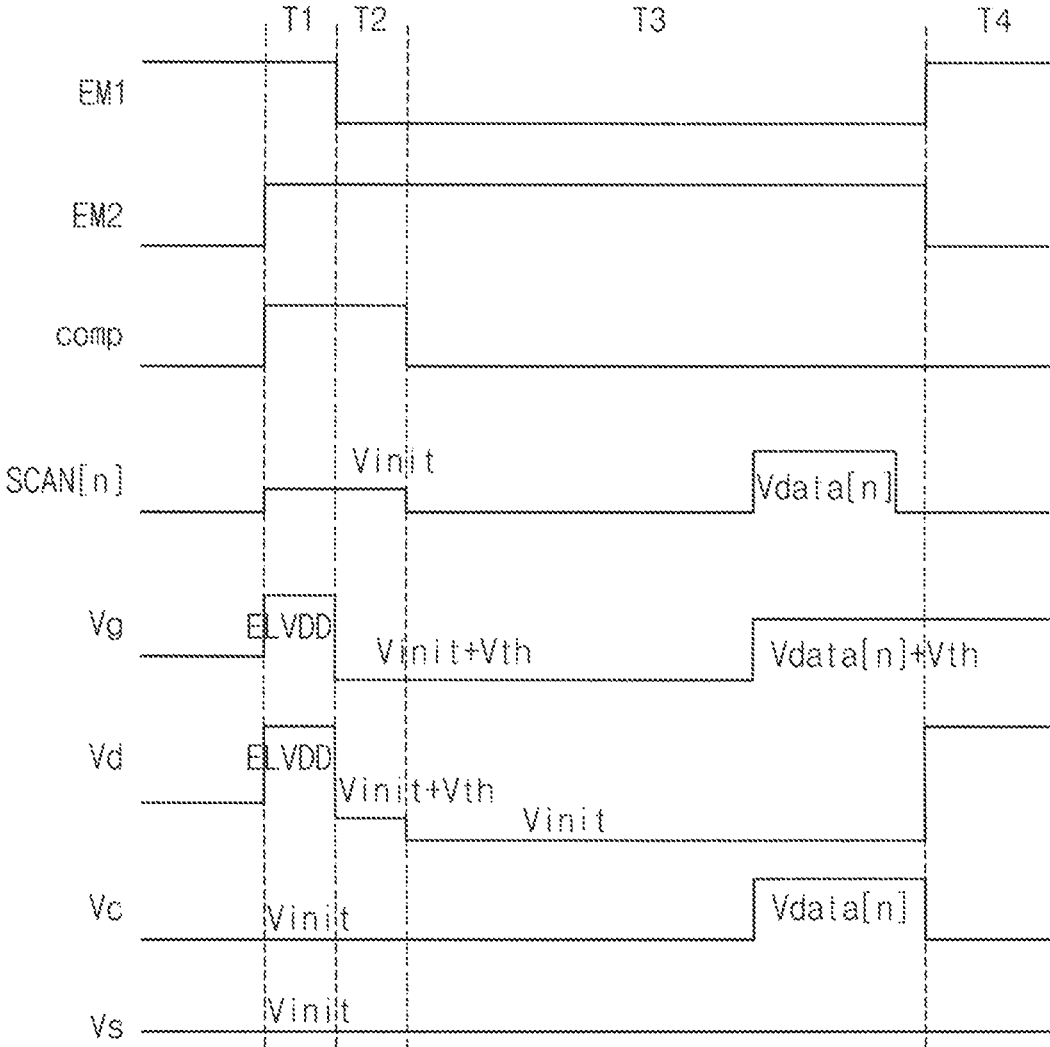 T1 T2 T3 T4
EM1
EM2
comp
Vinit
SCAN[n] Vdata[n]
Vg ELVDD Vinit+Vth Vdata[n]+Vth
Vd ELVDD
Vinit+Vth
Vinit
Vc Vinit Vdata[n]
Vinit
Vs